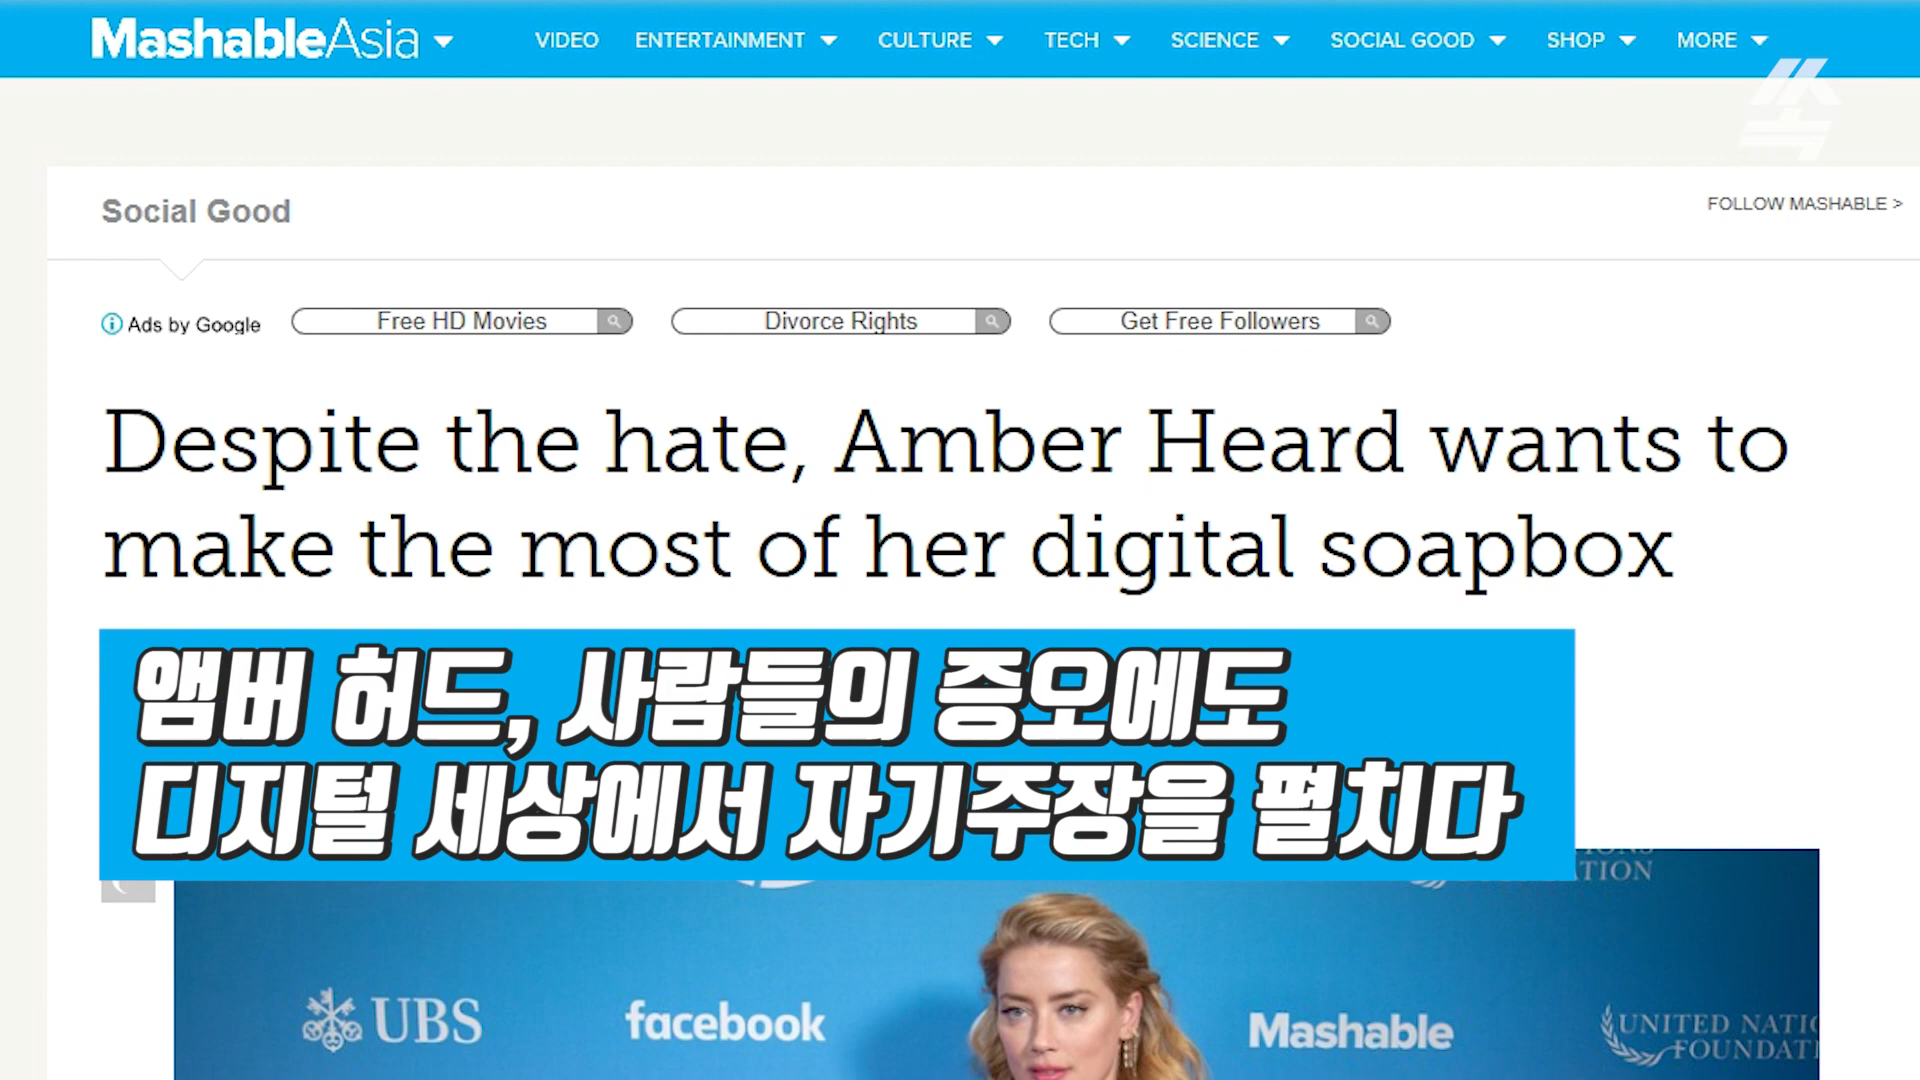 MashableAsia
VIDEO ENTERTAINMENT CULTURE TECH SCIENCE SOCIAL GOOD SHOP MORE
쓱
Social Good
FOLLOW MASHABLE >
Ads by Google Free HD Movies Divorce Rights Get Free Followers
Despite the hate, Amber Heard wants to
make the most of her digital soapbox
앰버 허드, 사람들의 증오에도
디지털 세상에서 자기주장을 펼치다
UBS facebook Mashable UNITED